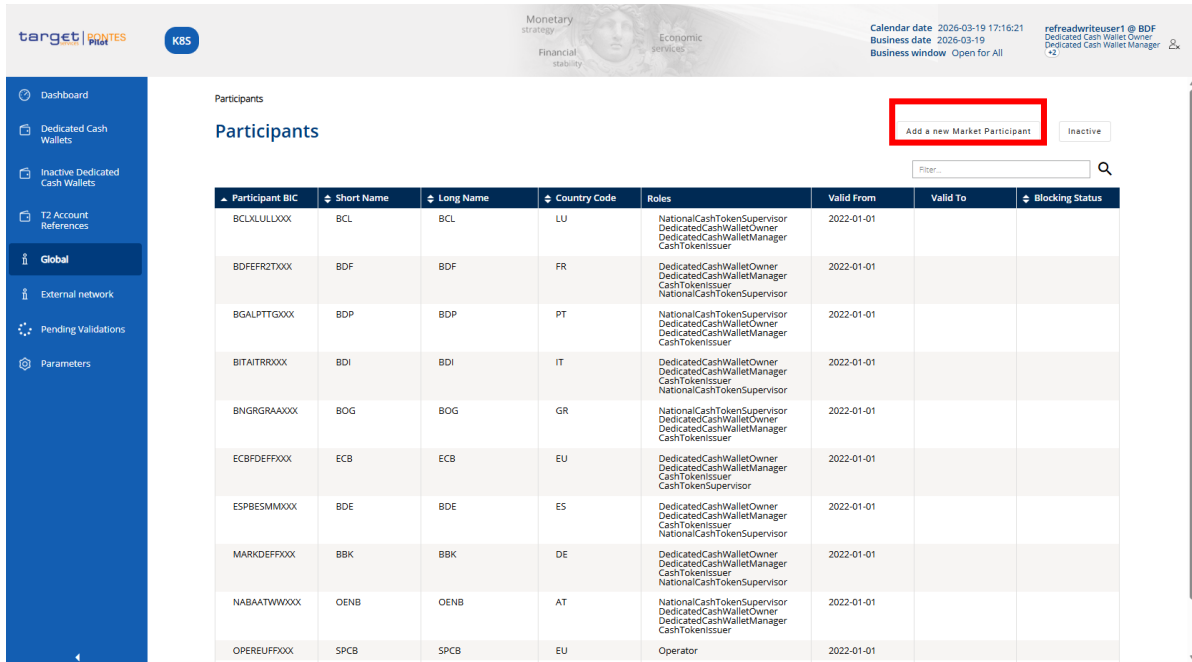 target | PONTES
services Pilot
K8S
Monetary
strategy
Economic
services
Financial
stability
Calendar date 2026-03-19 17:16:21
Business date 2026-03-19
Business window Open for All
refreadwriteuser1 @ BDF
Dedicated Cash Wallet Owner
Dedicated Cash Wallet Manager
+2
Dashboard
Dedicated Cash
Wallets
Inactive Dedicated
Cash Wallets
T2 Account
References
Global
External network
Pending Validations
Parameters
Participants
Participants
Add a new Market Participant
Inactive
Filter...
Participant BIC Short Name Long Name Country Code Roles Valid From Valid To Blocking Status
BCLXLULLXXX BCL BCL LU NationalCashTokenSupervisor 2022-01-01
DedicatedCashWalletOwner
DedicatedCashWalletManager
CashTokenIssuer
BDFEFR2TXXX BDF BDF FR DedicatedCashWalletOwner 2022-01-01
DedicatedCashWalletManager
CashTokenIssuer
NationalCashTokenSupervisor
BGALPTTGXXX BDP BDP PT NationalCashTokenSupervisor 2022-01-01
DedicatedCashWalletOwner
DedicatedCashWalletManager
CashTokenIssuer
BITAITRRXXX BDI BDI IT DedicatedCashWalletOwner 2022-01-01
DedicatedCashWalletManager
CashTokenIssuer
NationalCashTokenSupervisor
BNGRGRAAXXX BOG BOG GR NationalCashTokenSupervisor 2022-01-01
DedicatedCashWalletOwner
DedicatedCashWalletManager
CashTokenIssuer
ECBFDEFFXXX ECB ECB EU DedicatedCashWalletOwner 2022-01-01
DedicatedCashWalletManager
CashTokenIssuer
CashTokenSupervisor
ESPBESMMXXX BDE BDE ES DedicatedCashWalletOwner 2022-01-01
DedicatedCashWalletManager
CashTokenIssuer
NationalCashTokenSupervisor
MARKDEFFXXX BBK BBK DE DedicatedCashWalletOwner 2022-01-01
DedicatedCashWalletManager
CashTokenIssuer
NationalCashTokenSupervisor
NABAATWWXXX OENB OENB AT NationalCashTokenSupervisor 2022-01-01
DedicatedCashWalletOwner
DedicatedCashWalletManager
CashTokenIssuer
OPEREUFFXXX SPCB SPCB EU Operator 2022-01-01